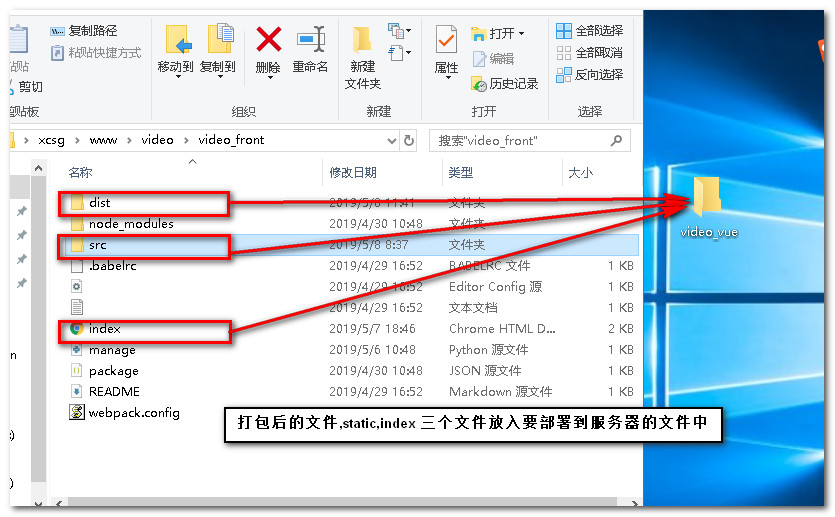 复制路径
粘贴快捷方式
粘贴
剪切
移动到 复制到 删除 重命名
新建
文件夹
属性
打开
编辑
历史记录
全部选择
全部取消
反向选择
组织 新建 打开 选择
xcsg > www > video > video_front
搜索"video_front"
名称 修改日期 类型 大小
dist 2019/5/8 11:41 文件夹
node_modules 2019/4/30 10:48 文件夹
src 2019/5/8 8:37 文件夹
.babelrc 2019/4/29 16:52 BABELRC 文件 1 KB
2019/4/29 16:52 Editor Config 源 1 KB
2019/4/29 16:52 文本文档 1 KB
index 2019/5/7 18:46 Chrome HTML D... 2 KB
manage 2019/5/6 10:48 Python 源文件 1 KB
package 2019/4/30 10:48 JSON 源文件 1 KB
README 2019/4/29 16:52 Markdown 源文件 1 KB
webpack.config
video_vue
打包后的文件,static,index 三个文件放入要部署到服务器的文件中